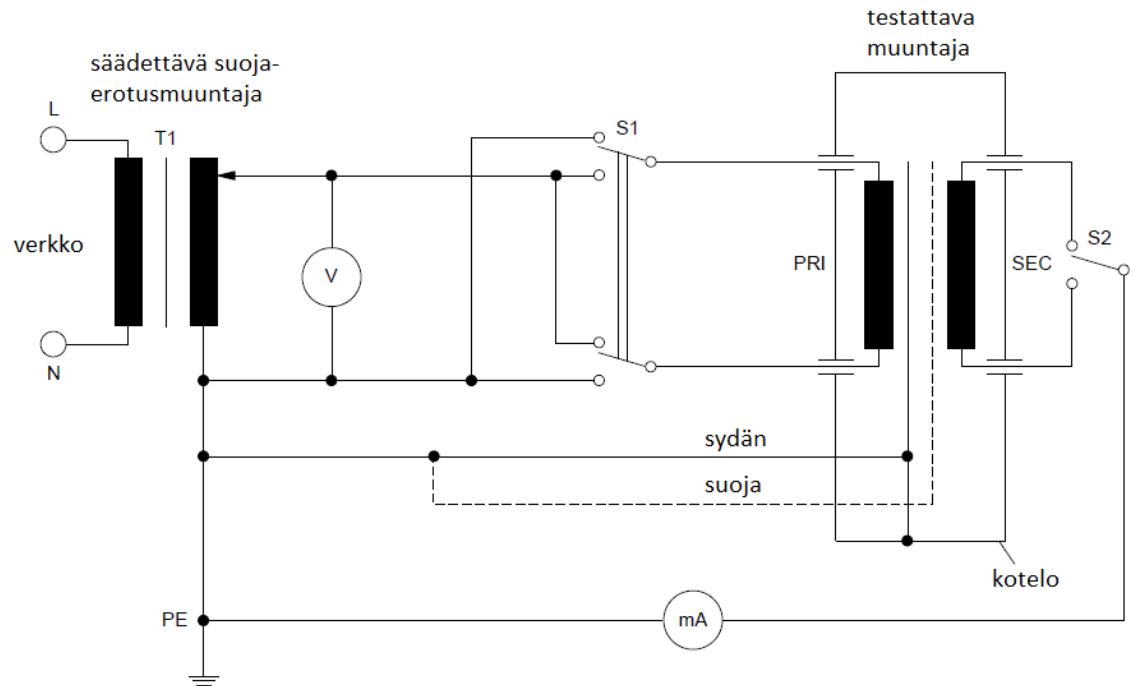 testattava
muuntaja
säädettävä suoja-
erotusmuuntaja
L
T1
S1
verkko
V
PRI
SEC
S2
N
sydän
suoja
kotelo
PE
mA